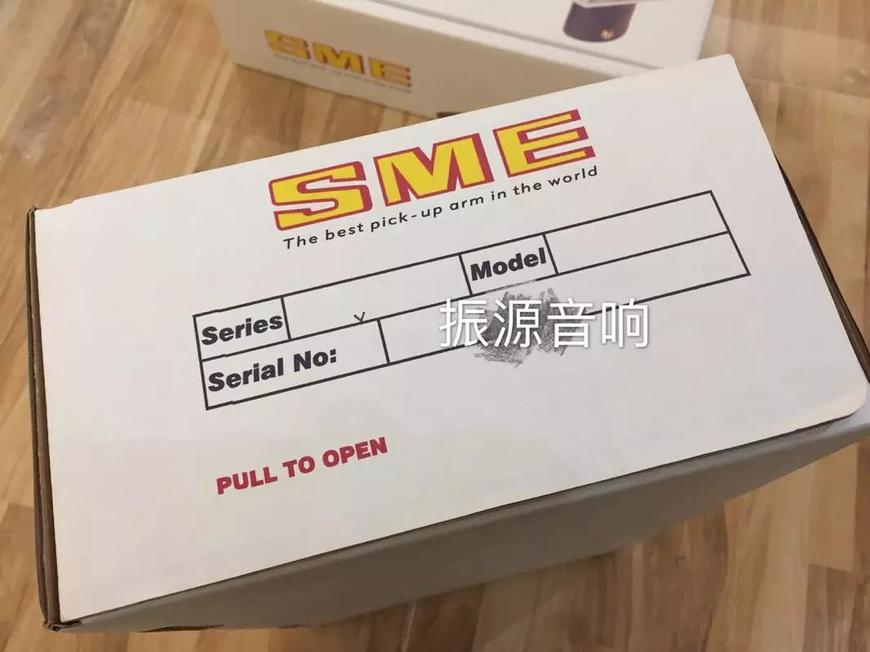 SME
SME
The best pick-up arm in the world
Series V Model
Serial No:
振源音响
PULL TO OPEN